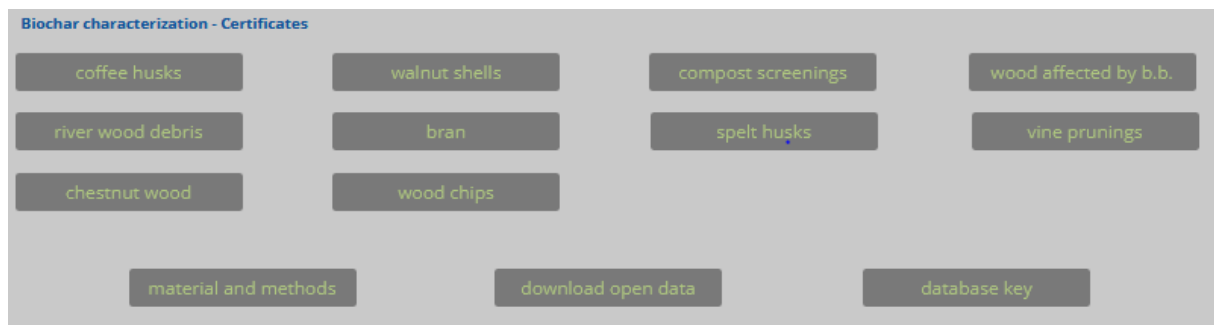 Biochar characterization - Certificates
coffee husks
walnut shells
compost screenings
wood affected by b.b.
river wood debris
bran
spelt husks
vine prunings
chestnut wood
wood chips
material and methods
download open data
database key